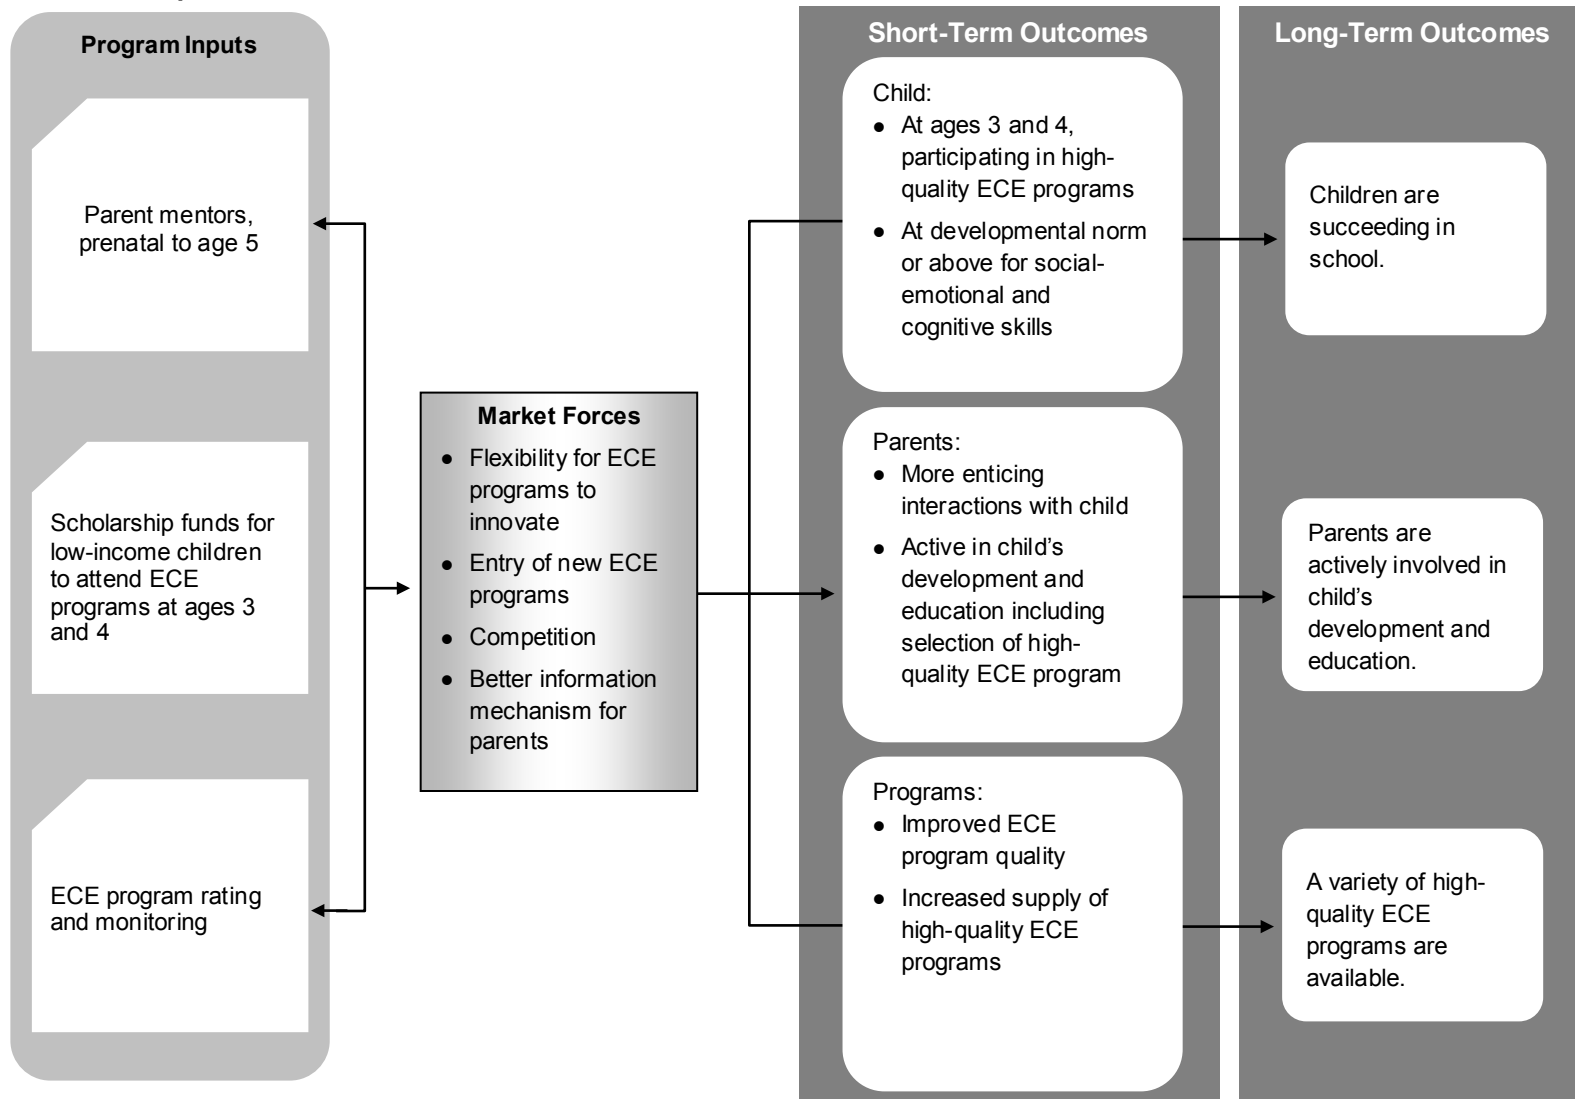 Program Inputs
Parent mentors,
prenatal to age 5
Scholarship funds for
low-income children
to attend ECE
programs at ages 3
and 4
ECE program rating
and monitoring
Market Forces
● Flexibility for ECE
programs to
innovate
● Entry of new ECE
programs
● Competition
● Better information
mechanism for
parents
Short-Term Outcomes
Child:
● At ages 3 and 4,
participating in high-
quality ECE programs
● At developmental norm
or above for social-
emotional and
cognitive skills
Parents:
● More enticing
interactions with child
● Active in child’s
development and
education including
selection of high-
quality ECE program
Programs:
● Improved ECE
program quality
● Increased supply of
high-quality ECE
programs
Long-Term Outcomes
Children are
succeeding in
school.
Parents are
actively involved in
child’s
development and
education.
A variety of high-
quality ECE
programs are
available.